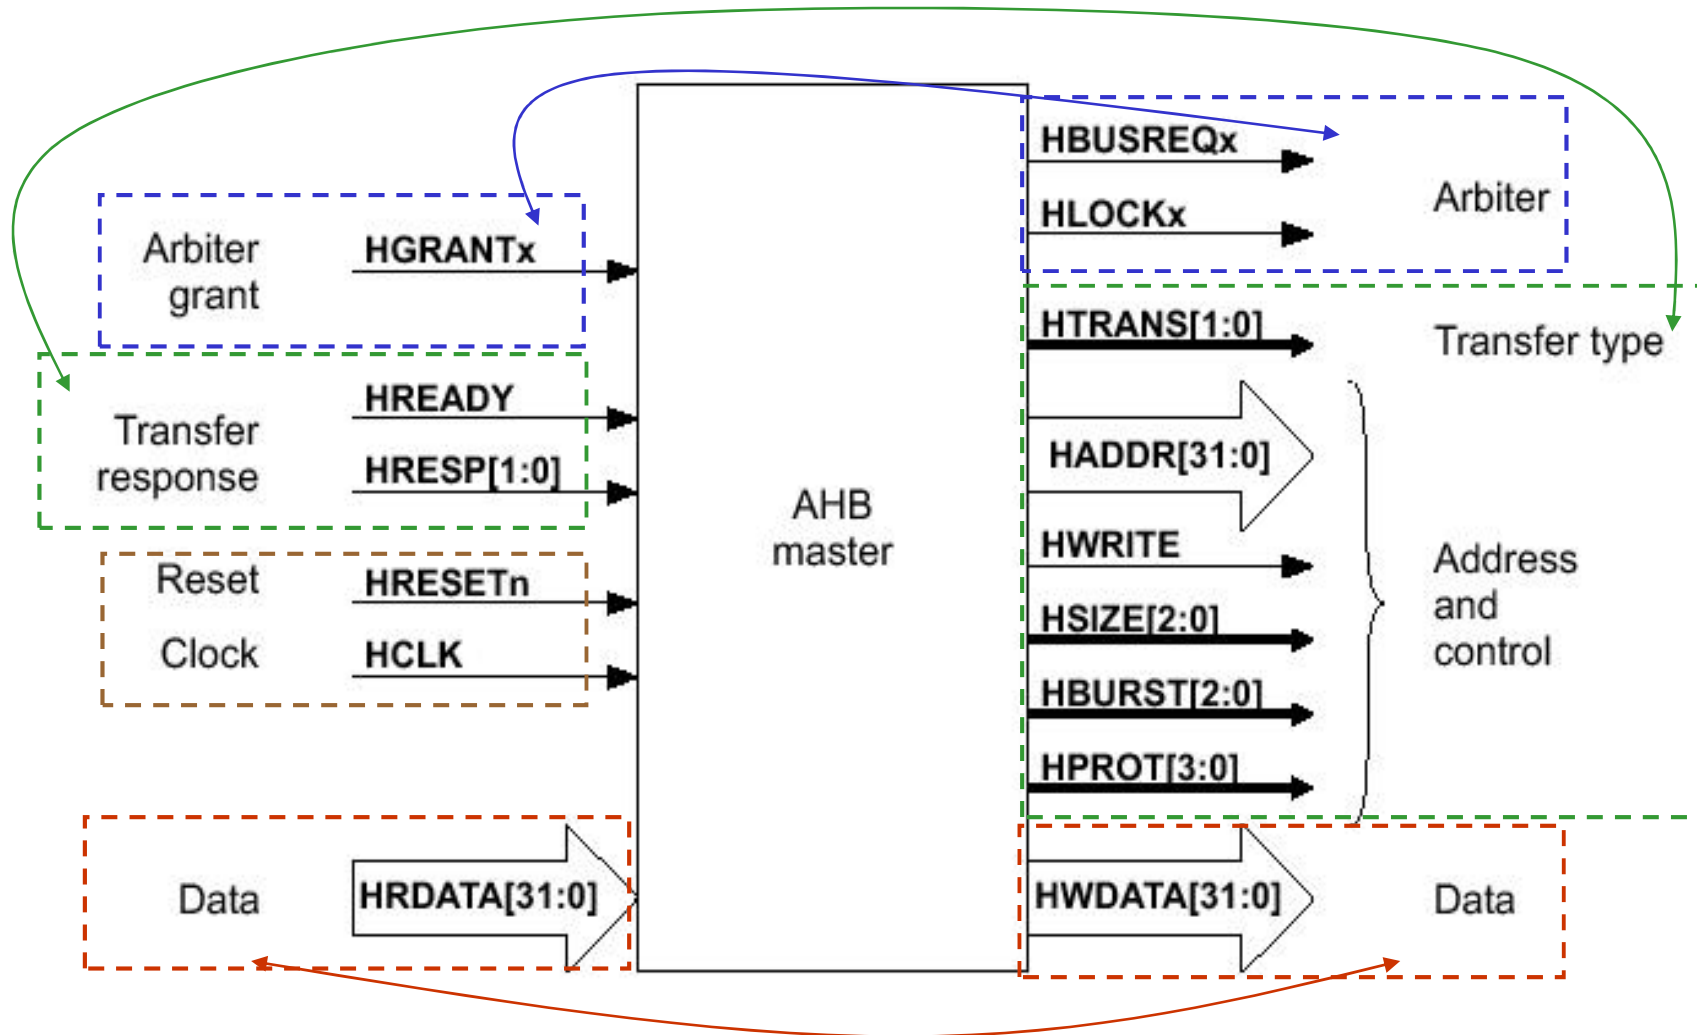 Arbiter
grant
HGRANTx
Transfer
response
HREADY
HRESP[1:0]
Reset
HRESETn
Clock
HCLK
Data
HRDATA[31:0]
AHB
master
HBUSREQx
HLOCKx
Arbiter
HTRANS[1:0]
Transfer type
HADDR[31:0]
HWRITE
HSIZE[2:0]
HBURST[2:0]
HPROT[3:0]
Address
and
control
HWDATA[31:0]
Data